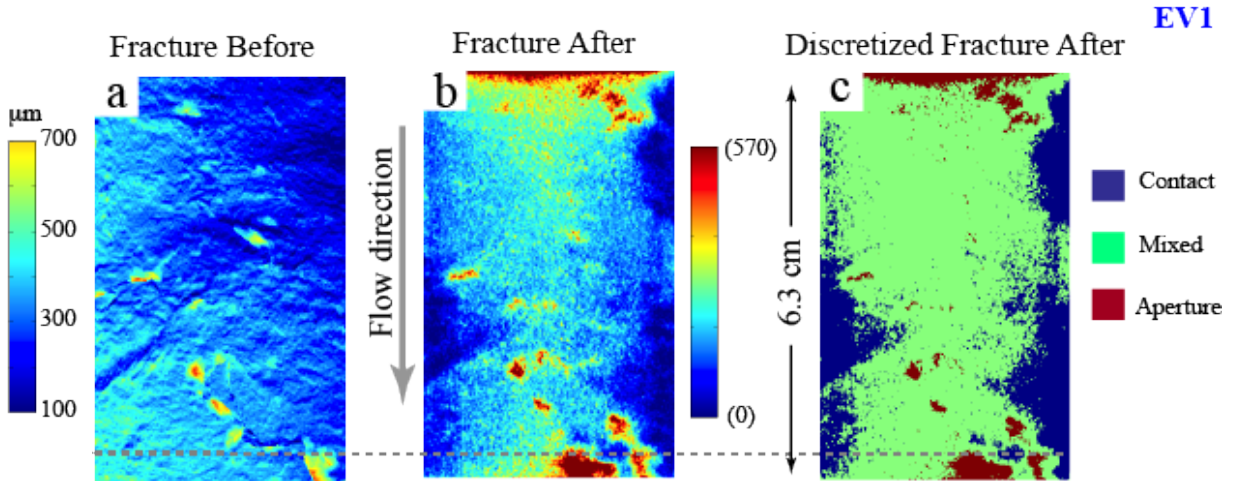 EV1
Fracture Before
Fracture After
Discretized Fracture After
a
b
c
µm
700
500
300
100
Flow direction
(570)
(0)
6.3 cm
Contact
Mixed
Aperture